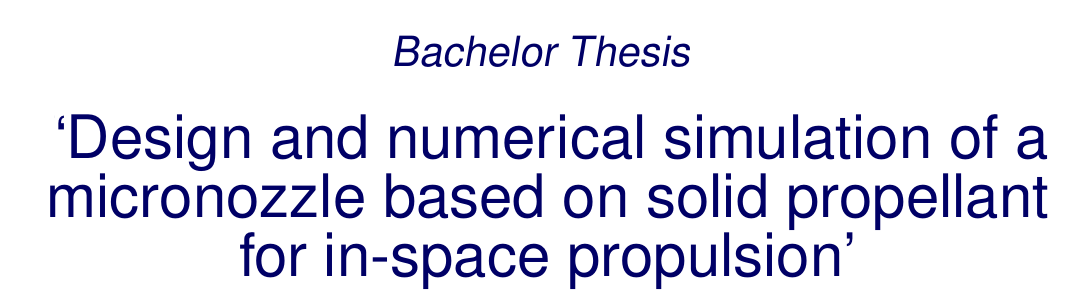 Bachelor Thesis
‘Design and numerical simulation of a
micronozzle based on solid propellant
for in-space propulsion’